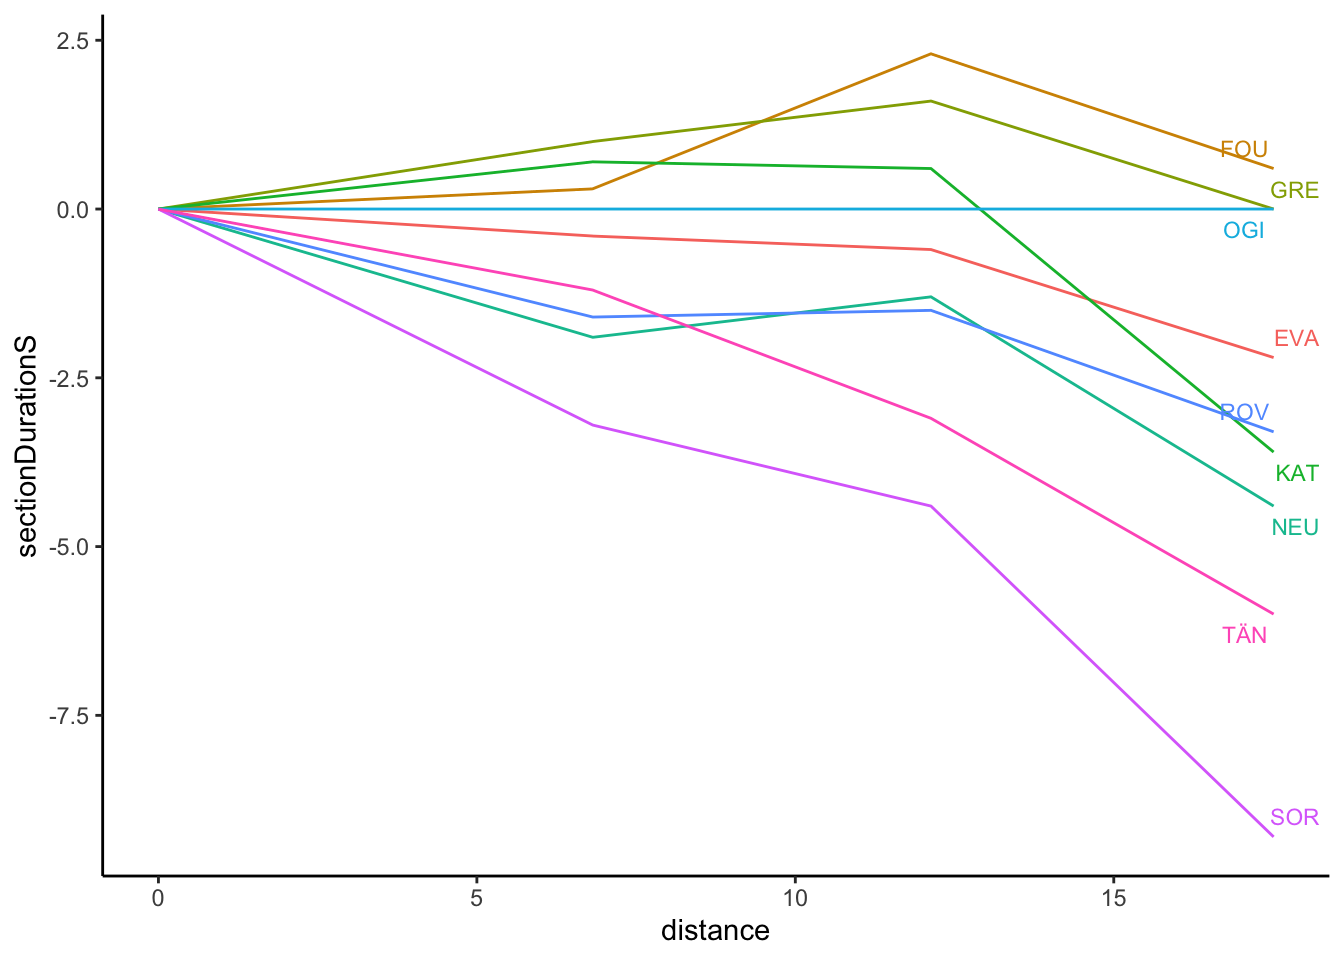 2.5
0.0
-2.5
-5.0
-7.5
sectionDurationS
FOU
GRE
OGI
EVA
ROV
KAT
NEU
TÄN
SOR
0 5 10 15
distance